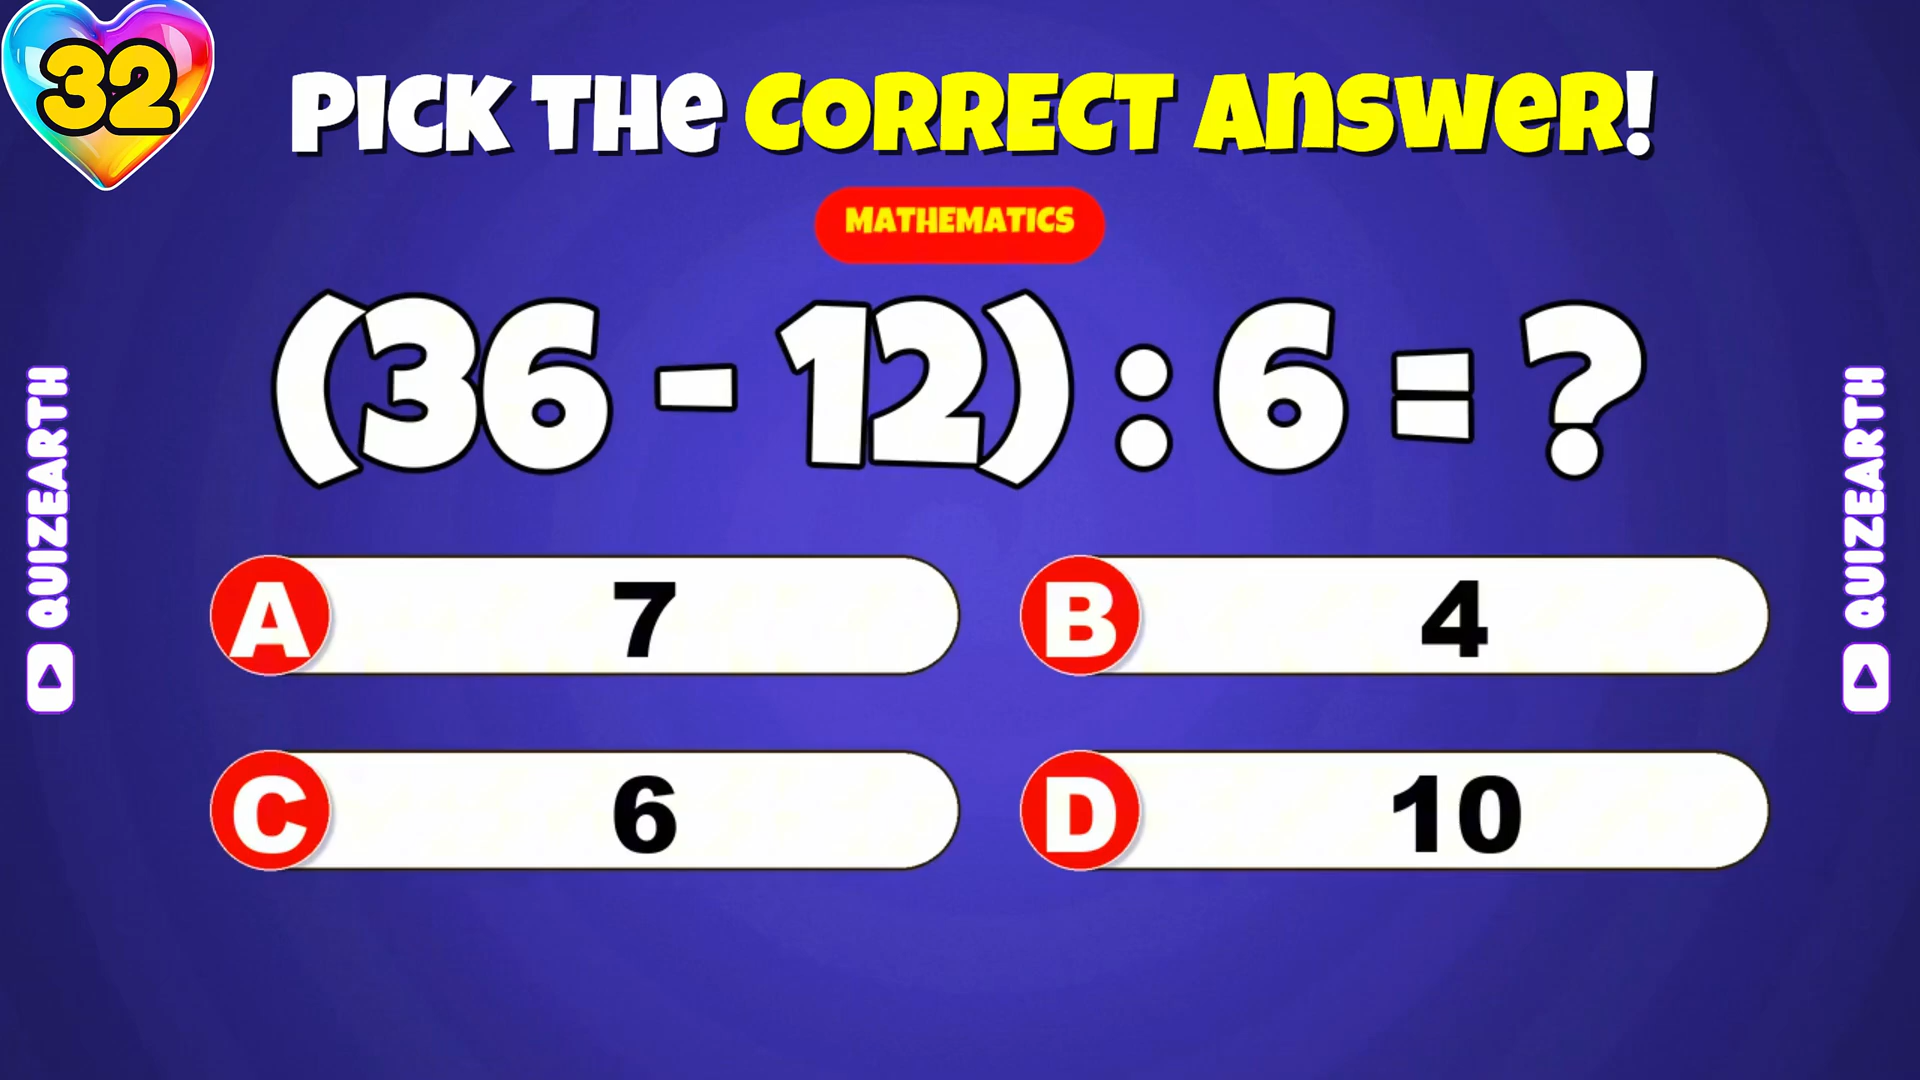 32
PICK THE CORRECT ANSWER!
MATHEMATICS
(36 - 12) : 6 = ?
A 7
B 4
C 6
D 10
QUIZEARTH
QUIZEARTH